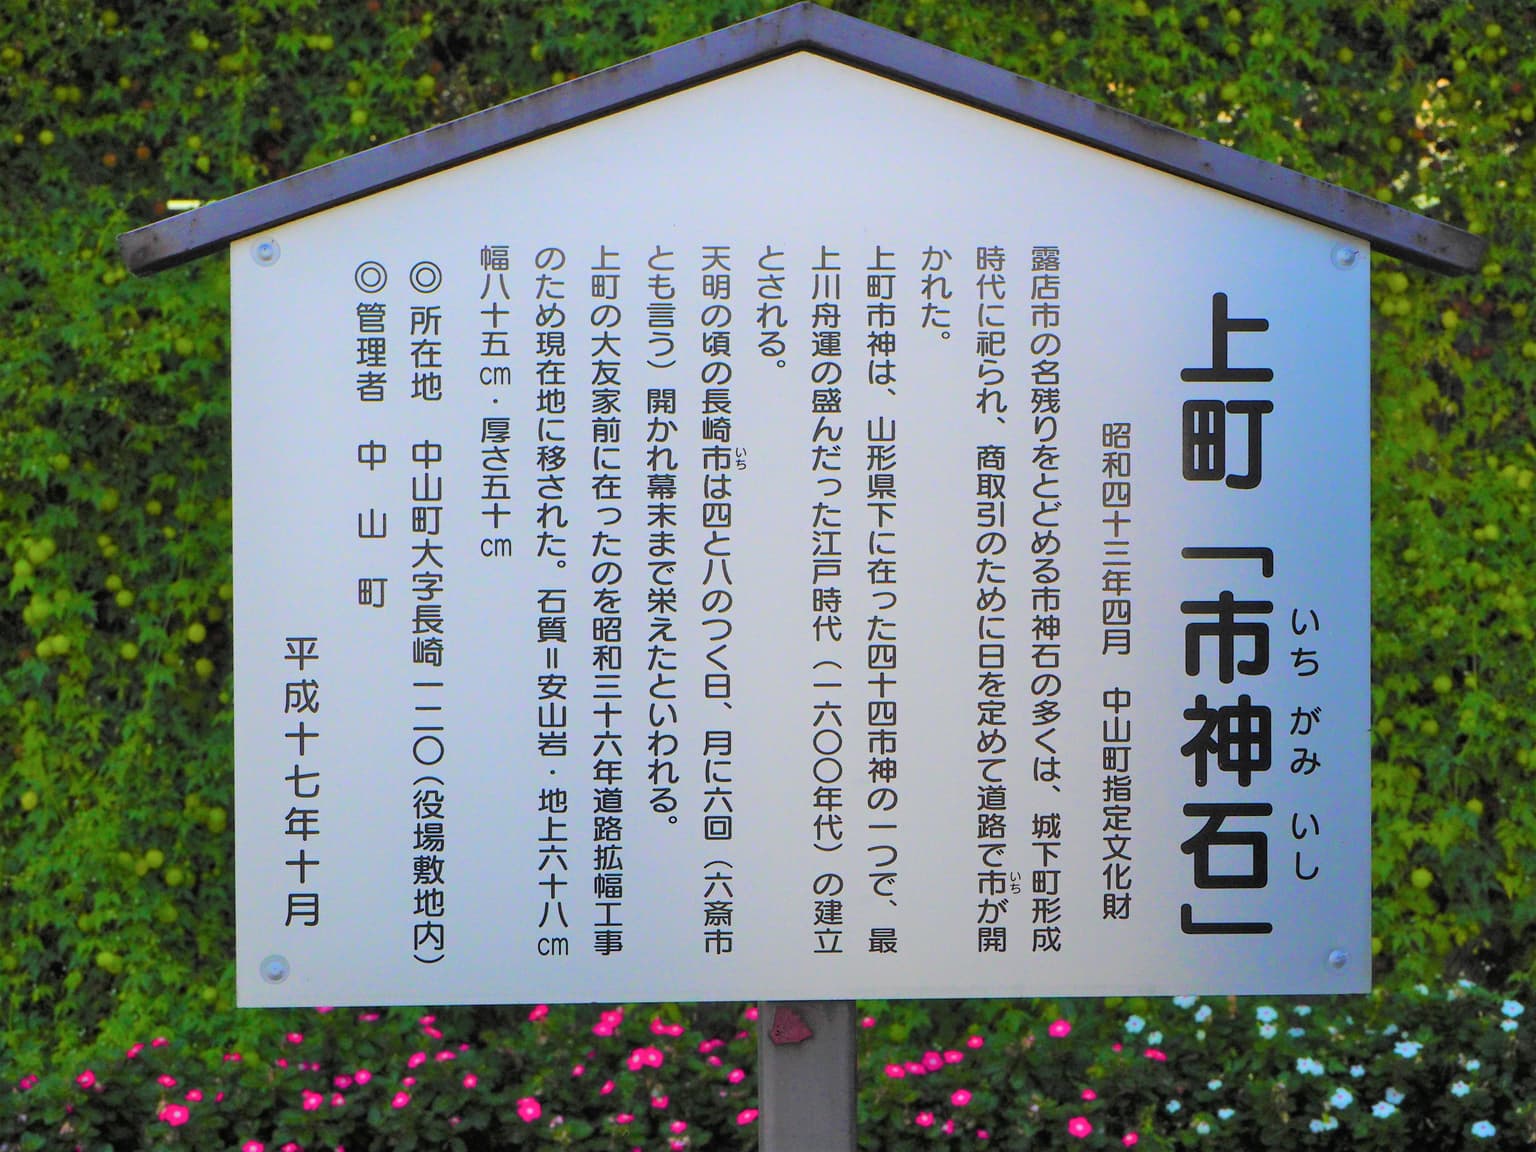 上町「市神石」
いち がみ いし
昭和四十三年四月 中山町指定文化財
露店市の名残りをとどめる市神石の多くは、城下町形成
時代に祀られ、商取引のために日を定めて道路で市が開
いち
かれた。
上町市神は、山形県下に在った四十四市神の一つで、最
上川舟運の盛んだった江戸時代（一六〇〇年代）の建立
とされる。
天明の頃の長崎市は四と八のつく日、月に六回（六斎市
いち
とも言う）開かれ幕末まで栄えたといわれる。
上町の大友家前に在ったのを昭和三十六年道路拡幅工事
のため現在地に移された。石質＝安山岩・地上六十八cm
幅八十五cm・厚さ五十cm
◎所在地 中山町大字長崎一二〇（役場敷地内）
◎管理者 中山町
平成十七年十月